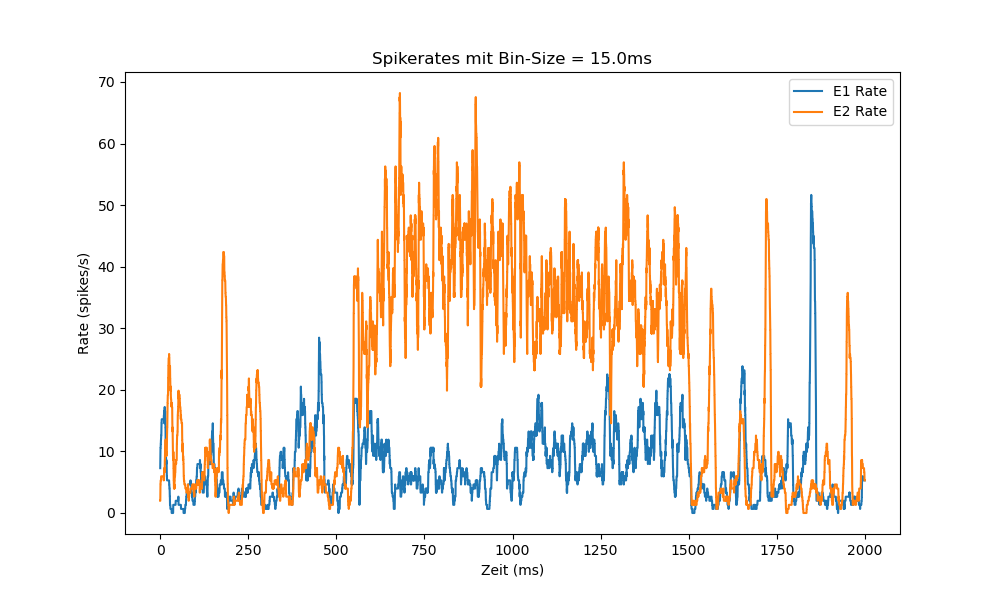 Spikerates mit Bin-Size = 15.0ms
E1 Rate
E2 Rate
70
60
50
40
30
20
10
0
Rate (spikes/s)
0 250 500 750 1000 1250 1500 1750 2000
Zeit (ms)